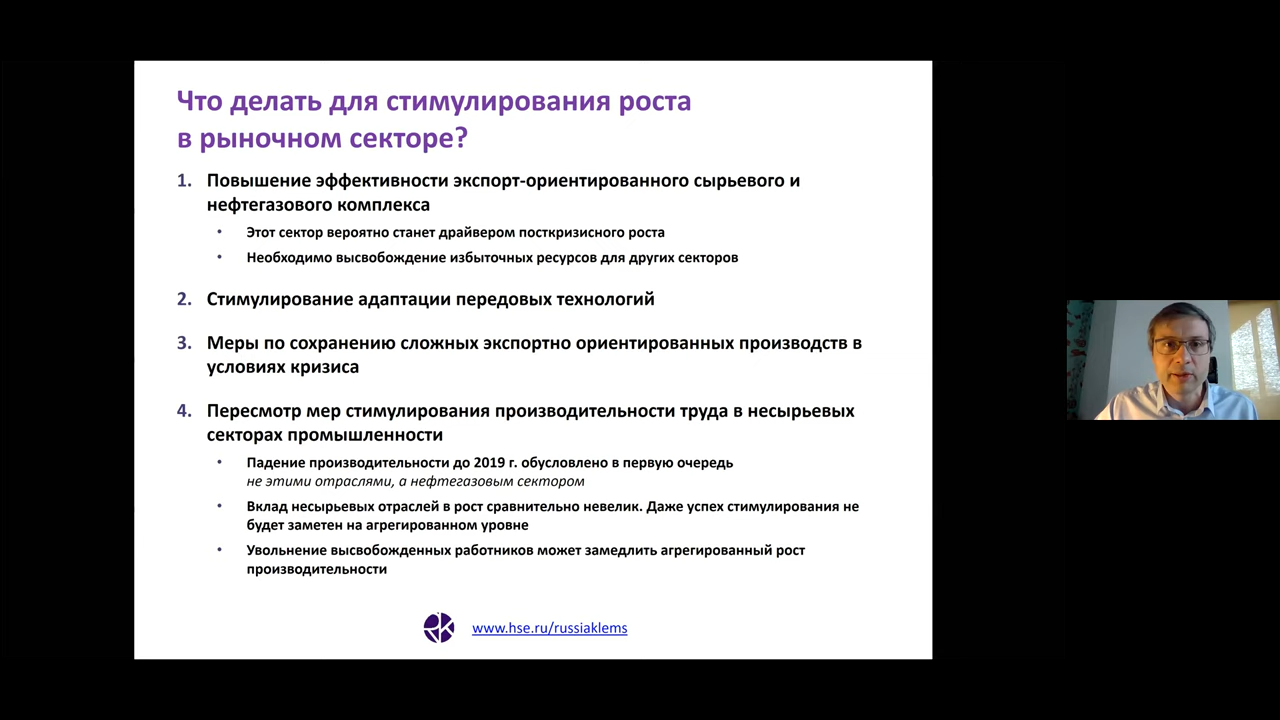 Что делать для стимулирования роста
в рыночном секторе?
1. Повышение эффективности экспорт-ориентированного сырьевого и
нефтегазового комплекса
• Этот сектор вероятно станет драйвером посткризисного роста
• Необходимо высвобождение избыточных ресурсов для других секторов
2. Стимулирование адаптации передовых технологий
3. Меры по сохранению сложных экспортно ориентированных производств в
условиях кризиса
4. Пересмотр мер стимулирования производительности труда в несырьевых
секторах промышленности
• Падение производительности до 2019 г. обусловлено в первую очередь
не этими отраслями, а нефтегазовым сектором
• Вклад несырьевых отраслей в рост сравнительно невелик. Даже успех стимулирования не
будет заметен на агрегированном уровне
• Увольнение высвобожденных работников может замедлить агрегированный рост
производительности
www.hse.ru/russiaklems